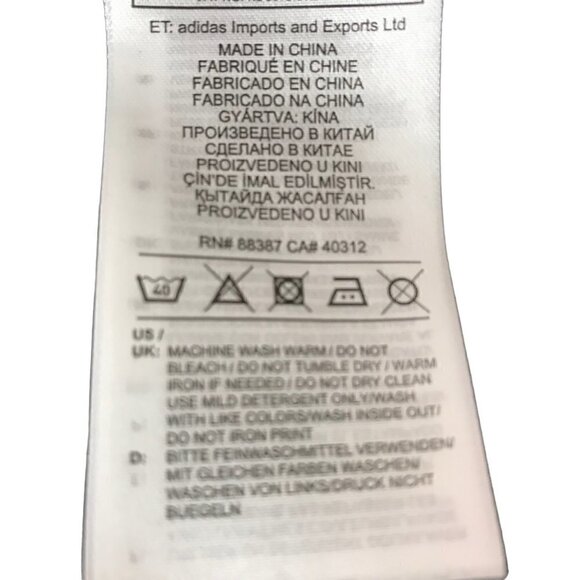 ET: adidas Imports and Exports Ltd
MADE IN CHINA
FABRIQUÉ EN CHINE
FABRICADO EN CHINA
FABRICADO NA CHINA
GYÁRTVA: KÍNA
ПРОИЗВЕДЕНО В КИТАЙ
СДЕЛАНО В КИТАЕ
PROIZVEDENO U KINI
ÇİN'DE İMAL EDİLMİŞTİR.
ҚЫТАЙДА ЖАСАЛҒАН
PROIZVEDENO U KINI
RN# 88387 CA# 40312
40
US /
UK: MACHINE WASH WARM / DO NOT
BLEACH / DO NOT TUMBLE DRY / WARM
IRON IF NEEDED / DO NOT DRY CLEAN
USE MILD DETERGENT ONLY/WASH
WITH LIKE COLORS/WASH INSIDE OUT/
DO NOT IRON PRINT
D: BITTE FEINWASCHMITTEL VERWENDEN/
MIT GLEICHEN FARBEN WASCHEN/
WASCHEN VON LINKS/DRUCK NICHT
BUEGELN